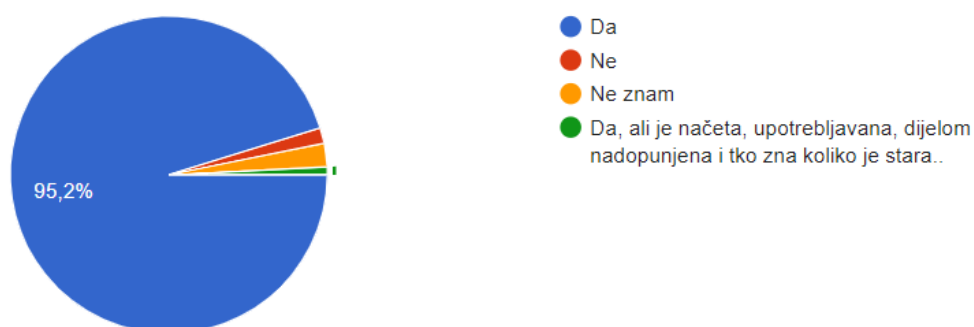 95,2%
Da
Ne
Ne znam
Da, ali je načeta, upotrebljavana, dijelom
nadopunjena i tko zna koliko je stara..